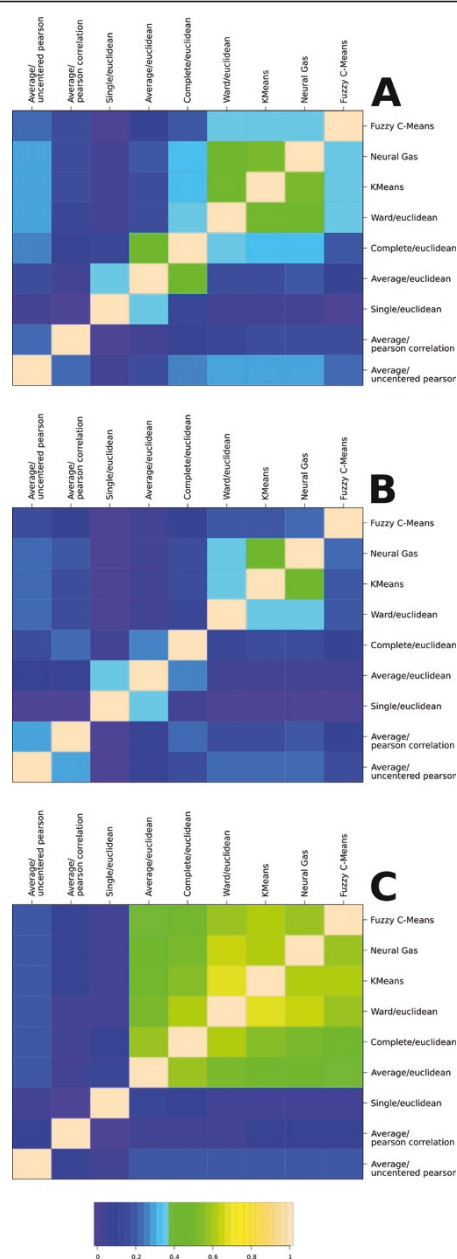 Average/
uncentered pearson
Average/
pearson correlation
Single/euclidean
Average/euclidean
Complete/euclidean
Ward/euclidean
KMeans
Neural Gas
Fuzzy C-Means
A
Fuzzy C-Means
Neural Gas
KMeans
Ward/euclidean
Complete/euclidean
Average/euclidean
Single/euclidean
Average/
pearson correlation
Average/
uncentered pearson
Average/
uncentered pearson
Average/
pearson correlation
Single/euclidean
Average/euclidean
Complete/euclidean
Ward/euclidean
KMeans
Neural Gas
Fuzzy C-Means
B
Fuzzy C-Means
Neural Gas
KMeans
Ward/euclidean
Complete/euclidean
Average/euclidean
Single/euclidean
Average/
pearson correlation
Average/
uncentered pearson
Average/
uncentered pearson
Average/
pearson correlation
Single/euclidean
Average/euclidean
Complete/euclidean
Ward/euclidean
KMeans
Neural Gas
Fuzzy C-Means
C
Fuzzy C-Means
Neural Gas
KMeans
Ward/euclidean
Complete/euclidean
Average/euclidean
Single/euclidean
Average/
pearson correlation
Average/
uncentered pearson
0 0.2 0.4 0.6 0.8 1